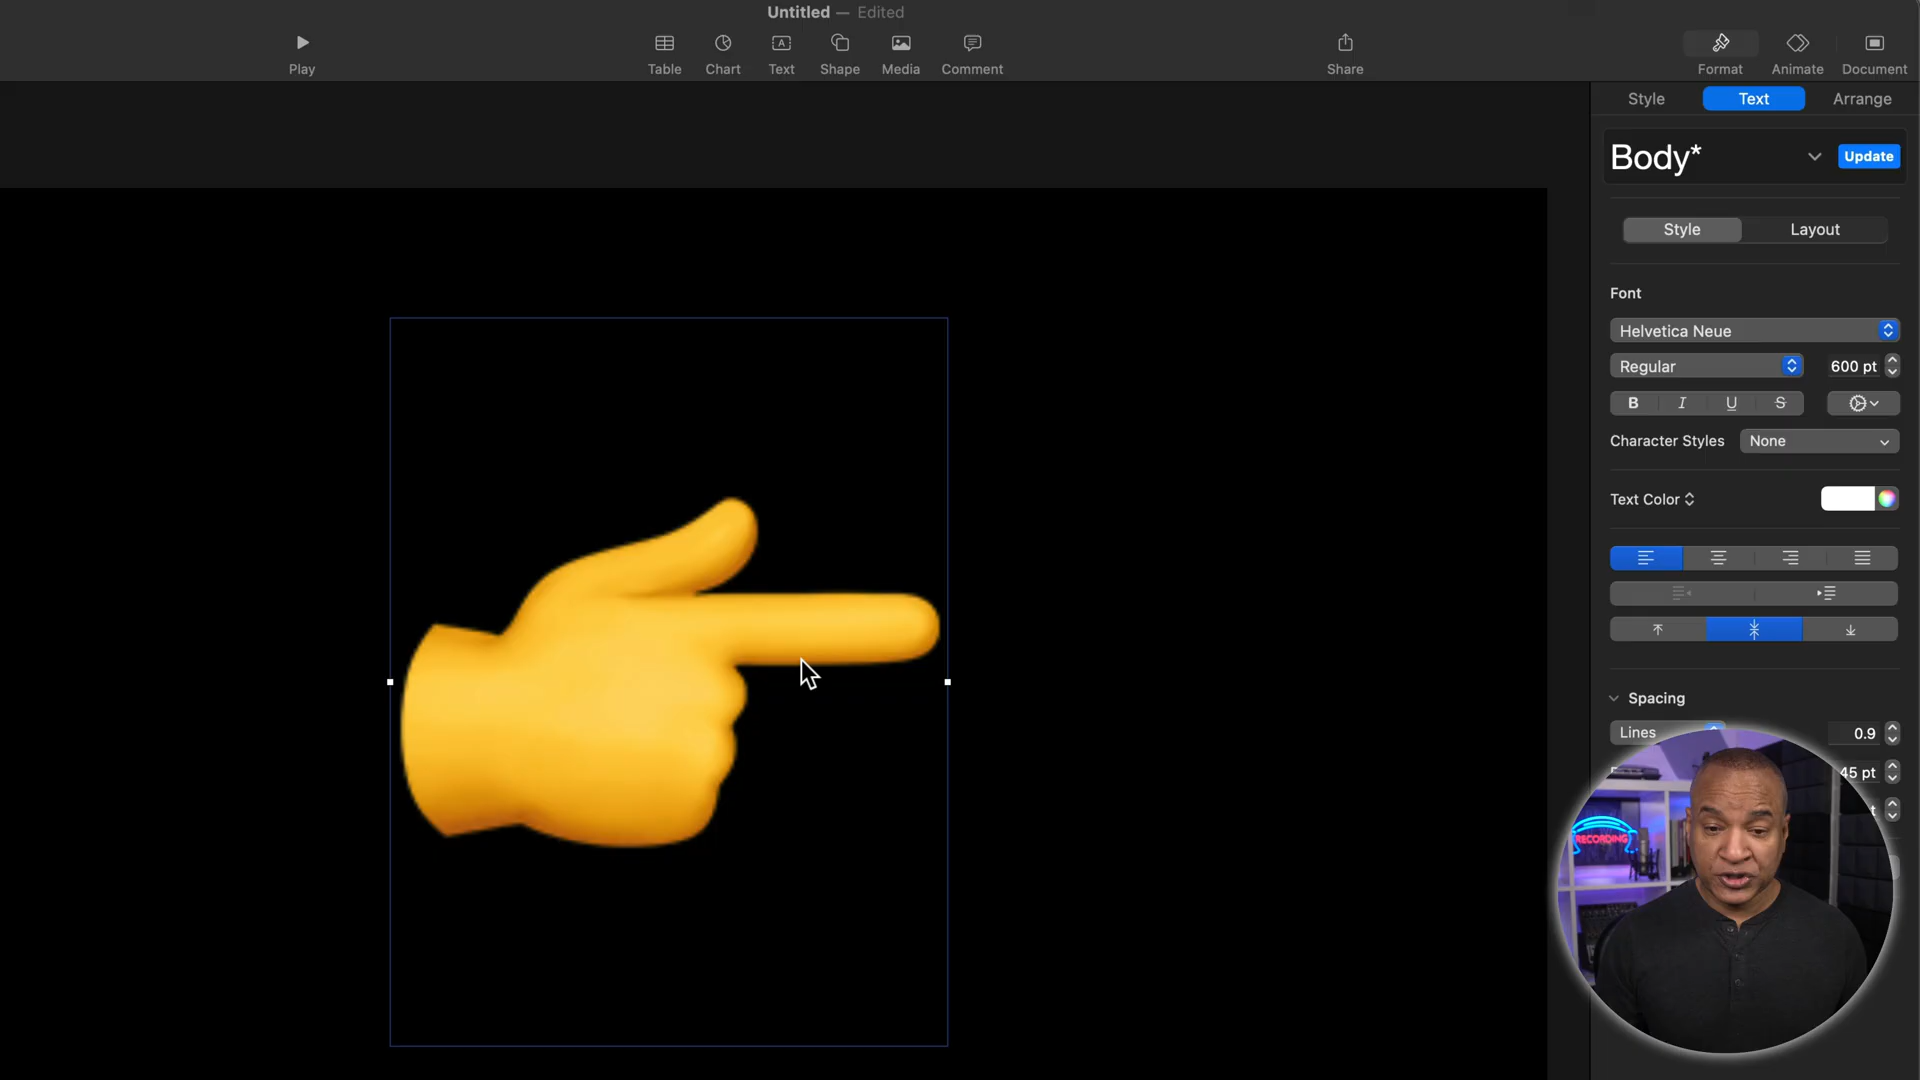 Untitled — Edited
Play
Table
Chart
Text
Shape
Media
Comment
Share
Format
Animate
Document
Style
Text
Arrange
Body*
Update
Style
Layout
Font
Helvetica Neue
Regular
600 pt
B I U S
Character Styles
None
Text Color
Spacing
Lines
0.9
45 pt
RECORDING